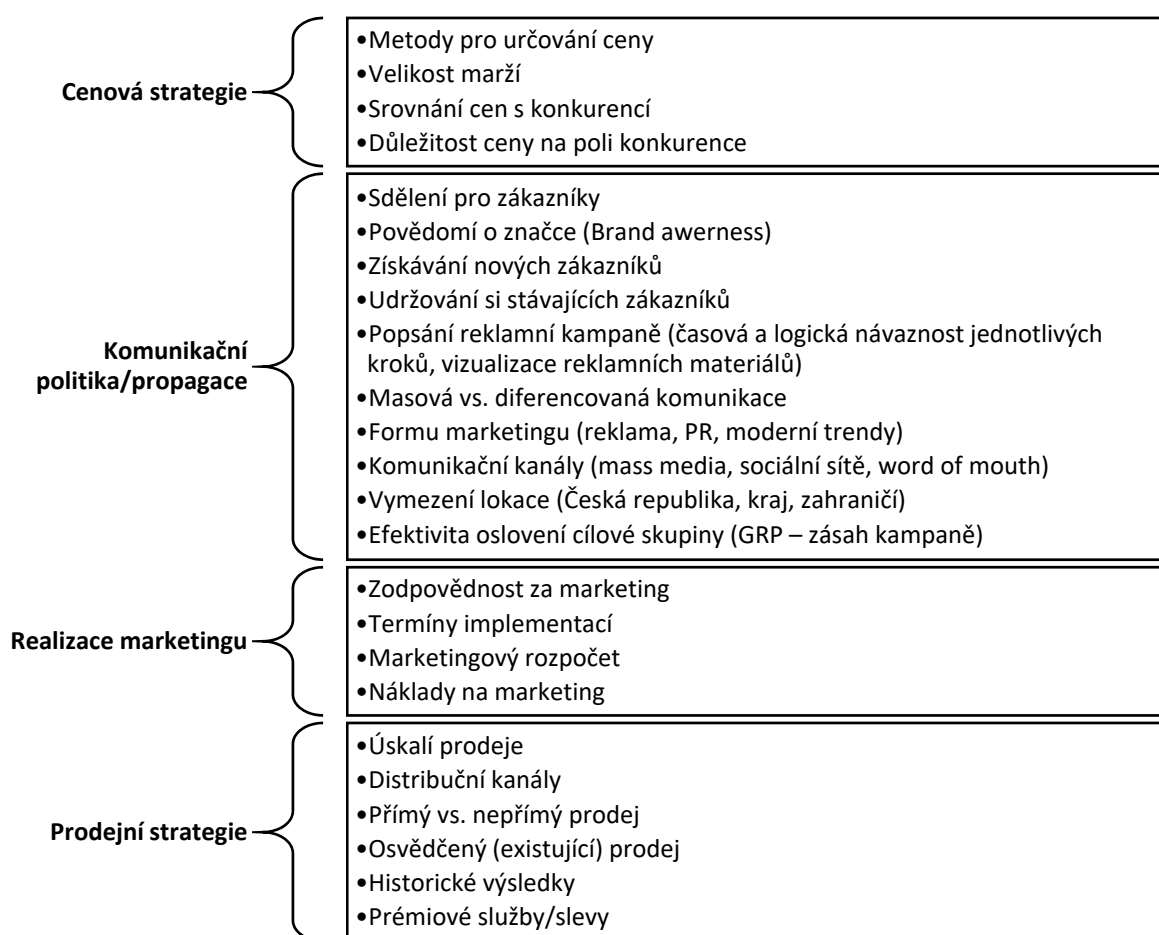 Cenová strategie
•Metody pro určování ceny
•Velikost marží
•Srovnání cen s konkurencí
•Důležitost ceny na poli konkurence
Komunikační
politika/propagace
•Sdělení pro zákazníky
•Povědomí o značce (Brand awerness)
•Získávání nových zákazníků
•Udržování si stávajících zákazníků
•Popsání reklamní kampaně (časová a logická návaznost jednotlivých
kroků, vizualizace reklamních materiálů)
•Masová vs. diferencovaná komunikace
•Formu marketingu (reklama, PR, moderní trendy)
•Komunikační kanály (mass media, sociální sítě, word of mouth)
•Vymezení lokace (Česká republika, kraj, zahraničí)
•Efektivita oslovení cílové skupiny (GRP – zásah kampaně)
Realizace marketingu
•Zodpovědnost za marketing
•Termíny implementací
•Marketingový rozpočet
•Náklady na marketing
Prodejní strategie
•Úskalí prodeje
•Distribuční kanály
•Přímý vs. nepřímý prodej
•Osvědčený (existující) prodej
•Historické výsledky
•Prémiové služby/slevy